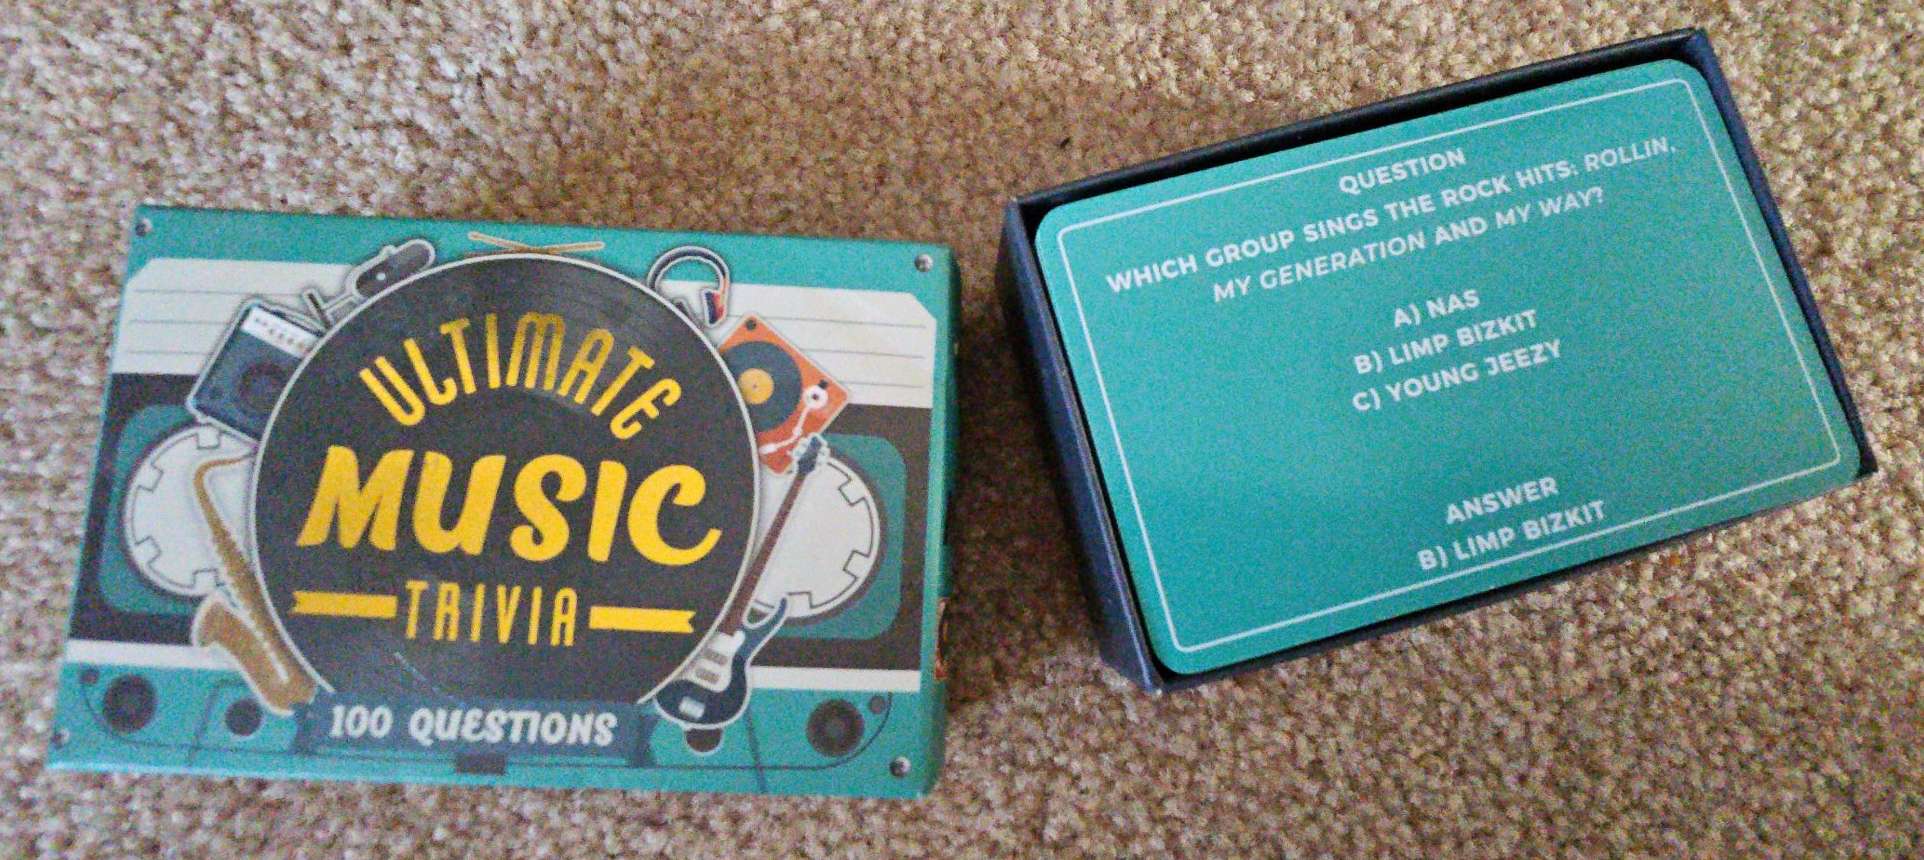 ULTIMATE
MUSIC
TRIVIA
100 QUESTIONS
QUESTION
WHICH GROUP SINGS THE ROCK HITS: ROLLIN,
MY GENERATION AND MY WAY?
A) NAS
B) LIMP BIZKIT
C) YOUNG JEEZY
ANSWER
B) LIMP BIZKIT